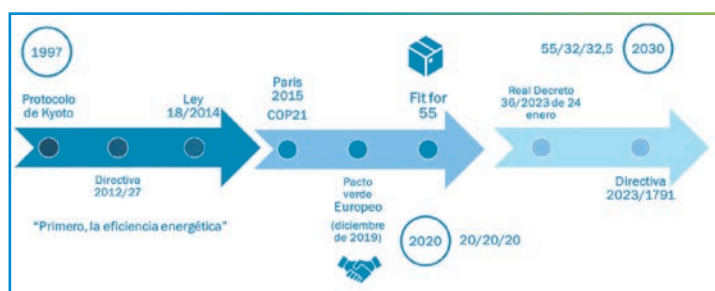 1997
Protocolo
de Kyoto
Directiva
2012/27
Ley
18/2014
"Primero, la eficiencia energética"
Paris
2015
COP21
Pacto
verde
Europeo
(diciembre
de 2019)
Fit for
55
2020
20/20/20
Real Decreto
36/2023 de 24
enero
55/32/32,5
2030
Directiva
2023/1791